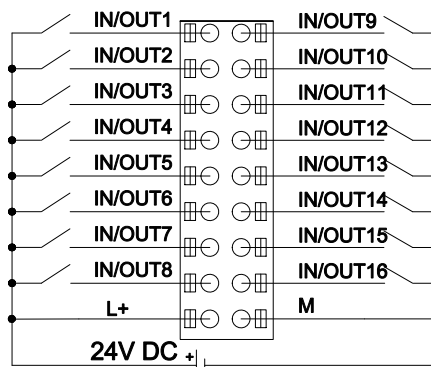 IN/OUT1 IN/OUT9
IN/OUT2 IN/OUT10
IN/OUT3 IN/OUT11
IN/OUT4 IN/OUT12
IN/OUT5 IN/OUT13
IN/OUT6 IN/OUT14
IN/OUT7 IN/OUT15
IN/OUT8 IN/OUT16
L+ M
24V DC +